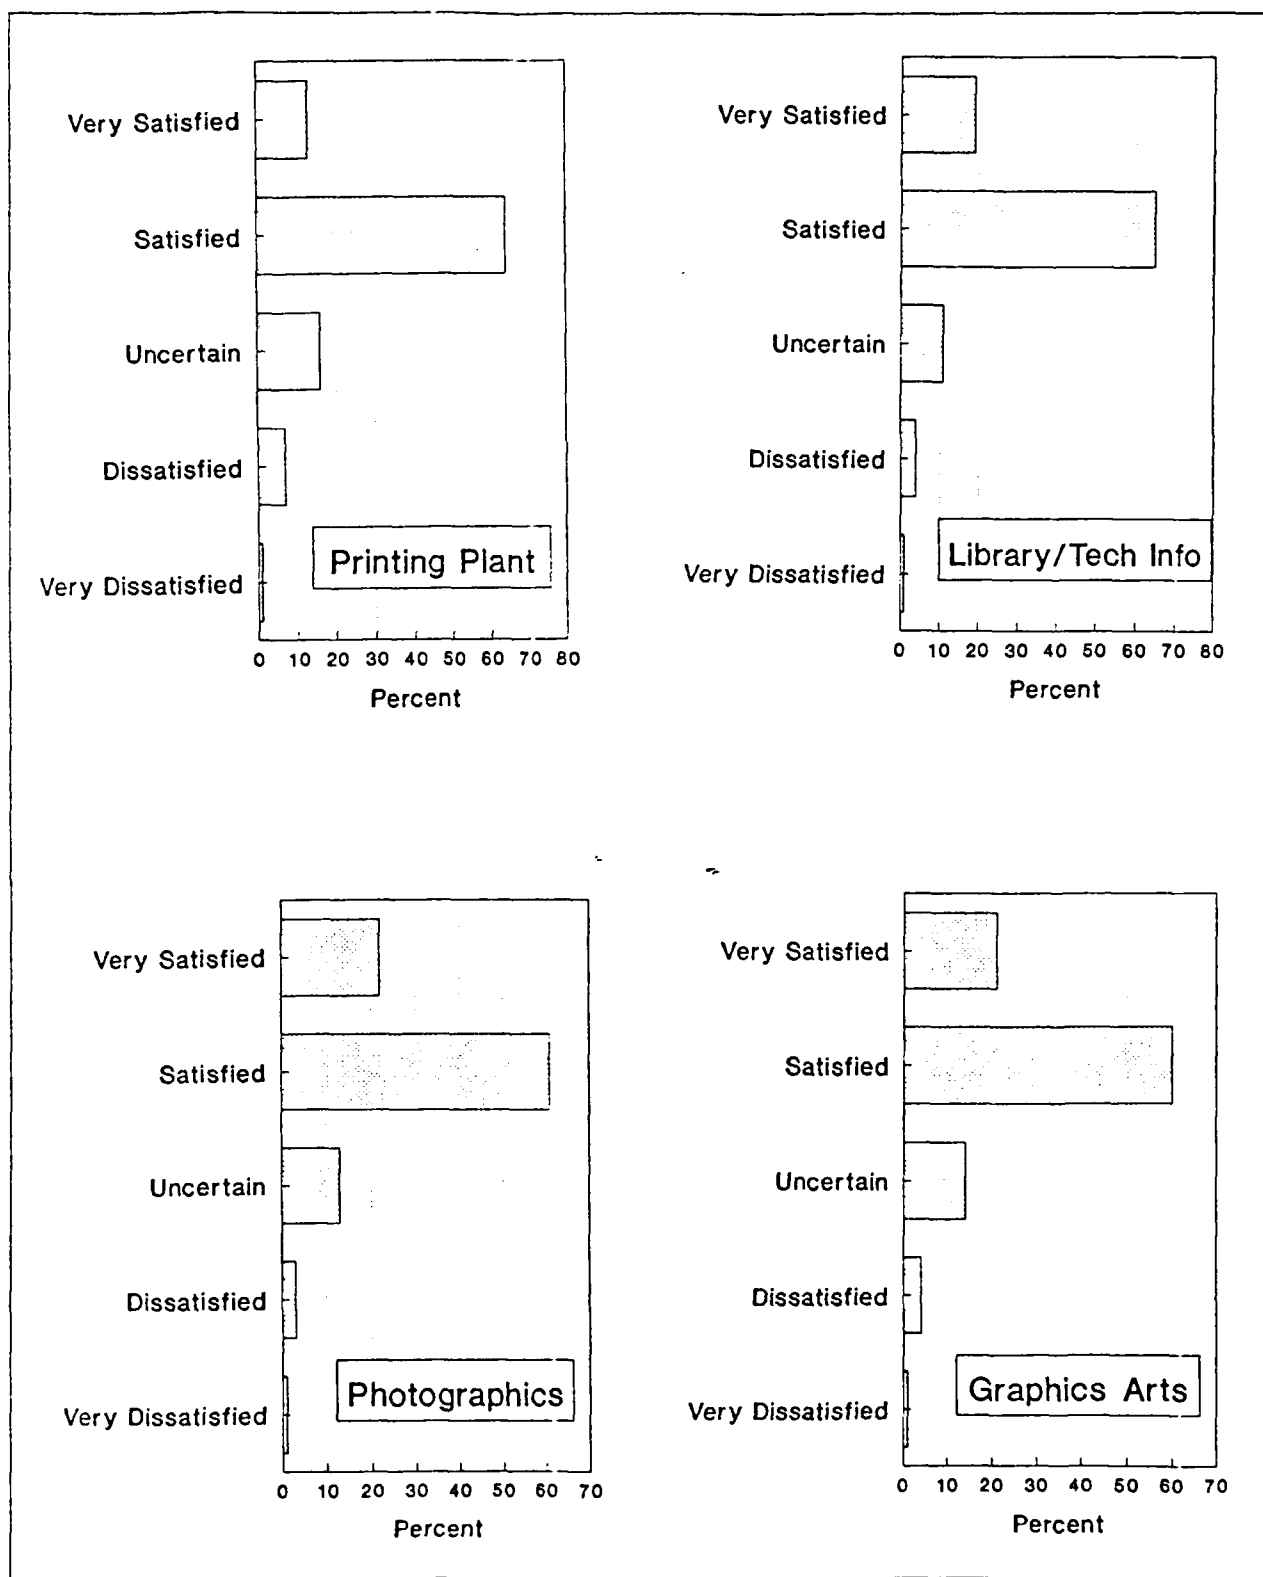 Very Satisfied
Satisfied
Uncertain
Dissatisfied
Very Dissatisfied
Printing Plant
0 10 20 30 40 50 60 70 80
Percent
Very Satisfied
Satisfied
Uncertain
Dissatisfied
Very Dissatisfied
Library/Tech Info
0 10 20 30 40 50 60 70 80
Percent
Very Satisfied
Satisfied
Uncertain
Dissatisfied
Very Dissatisfied
Photographics
0 10 20 30 40 50 60 70
Percent
Very Satisfied
Satisfied
Uncertain
Dissatisfied
Very Dissatisfied
Graphics Arts
0 10 20 30 40 50 60 70
Percent